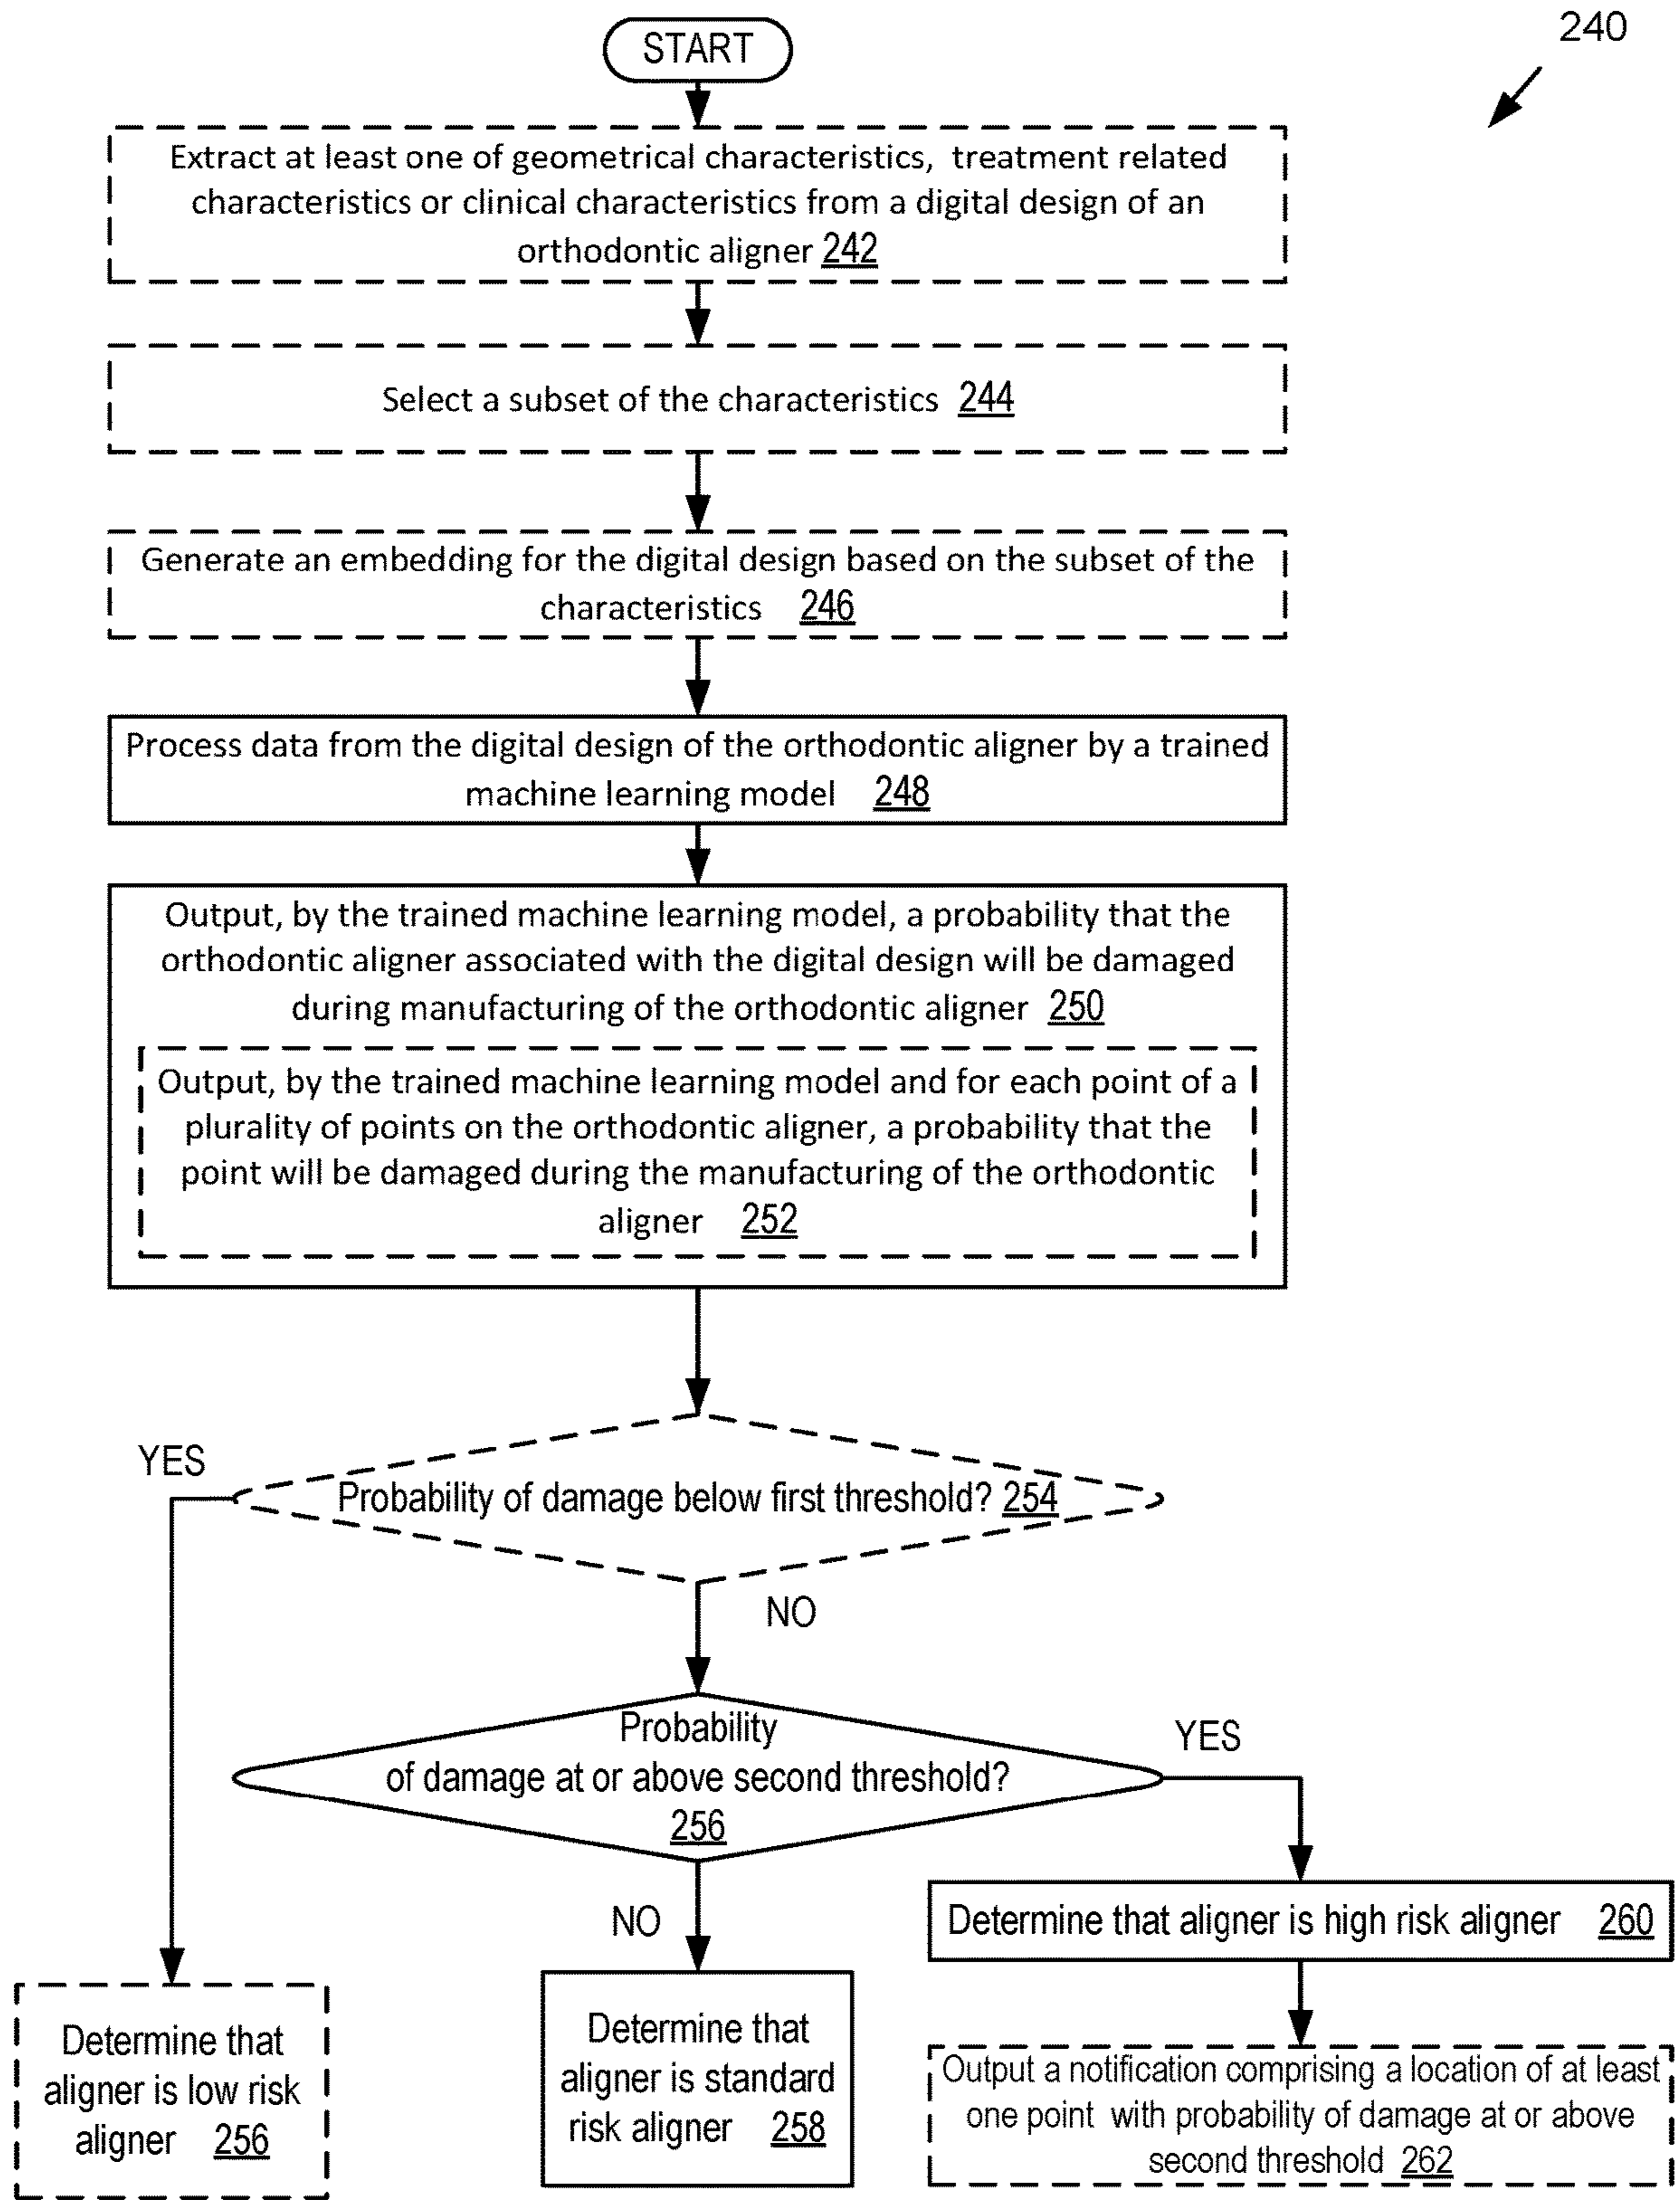 240
START
Extract at least one of geometrical characteristics, treatment related
characteristics or clinical characteristics from a digital design of an
orthodontic aligner 242
Select a subset of the characteristics 244
Generate an embedding for the digital design based on the subset of the
characteristics 246
Process data from the digital design of the orthodontic aligner by a trained
machine learning model 248
Output, by the trained machine learning model, a probability that the
orthodontic aligner associated with the digital design will be damaged
during manufacturing of the orthodontic aligner 250
Output, by the trained machine learning model and for each point of a
plurality of points on the orthodontic aligner, a probability that the
point will be damaged during the manufacturing of the orthodontic
aligner 252
YES
Probability of damage below first threshold? 254
NO
Probability
of damage at or above second threshold?
256
YES
NO
Determine that aligner is high risk aligner 260
Determine that
aligner is low risk
aligner 256
Determine that
aligner is standard
risk aligner 258
Output a notification comprising a location of at least
one point with probability of damage at or above
second threshold 262